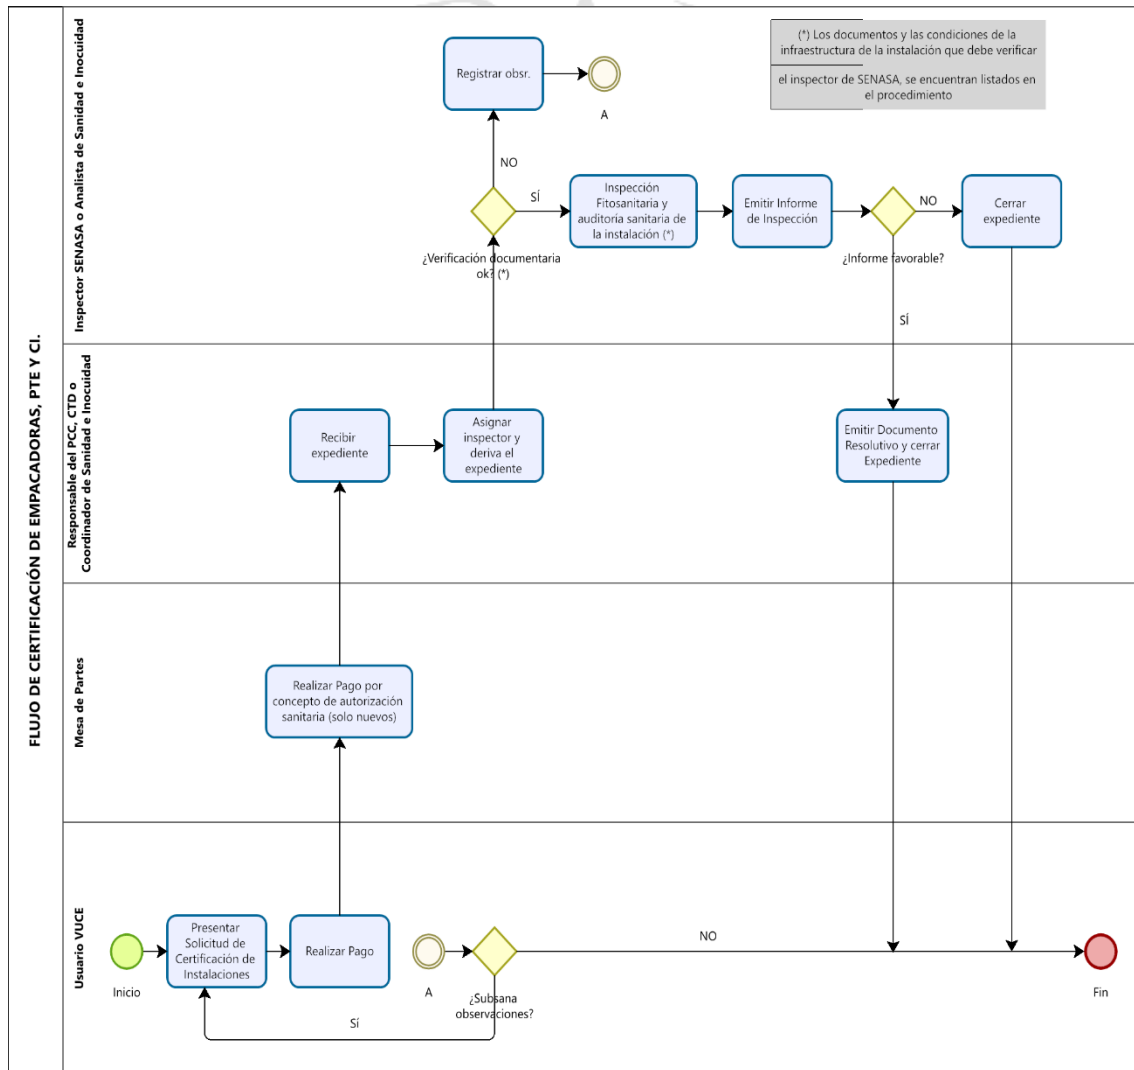 FLUJO DE CERTIFICACIÓN DE EMPACADORAS, PTE Y CI.
Inspector SENASA o Analista de Sanidad e Inocuidad
Registrar obsr.
A
(*) Los documentos y las condiciones de la
infraestructura de la instalación que debe verificar
el inspector de SENASA, se encuentran listados en
el procedimiento
NO
SÍ
¿Verificación documentaria
ok? (*)
Inspección
Fitosanitaria y
auditoría sanitaria de
la instalación (*)
Emitir Informe
de Inspección
¿Informe favorable?
NO
SÍ
Cerrar
expediente
Responsable del PCC, CTD o
Coordinador de Sanidad e Inocuidad
Recibir
expediente
Asignar
inspector y
deriva el
expediente
Emitir Documento
Resolutivo y cerrar
Expediente
Mesa de Partes
Realizar Pago por
concepto de autorización
sanitaria (solo nuevos)
Usuario VUCE
Inicio
Presentar
Solicitud de
Certificación de
Instalaciones
Realizar Pago
A
¿Subsana
observaciones?
NO
Sí
Fin